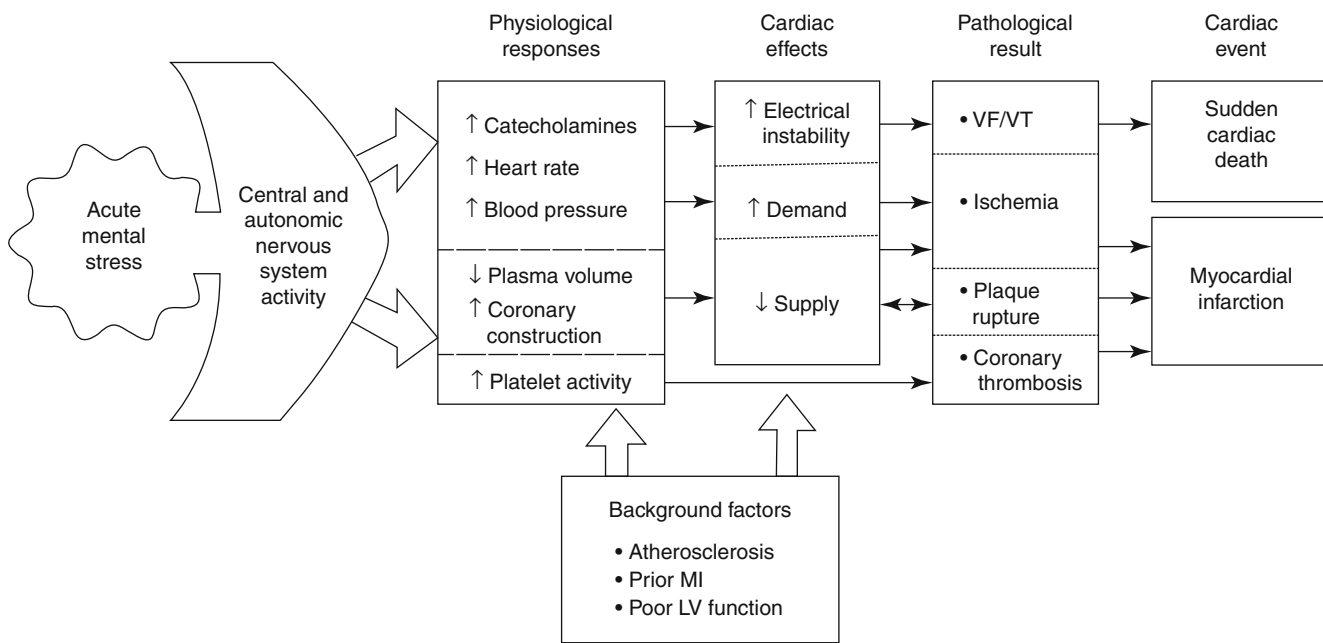 Physiological
responses
Cardiac
effects
Pathological
result
Cardiac
event
Acute
mental
stress
Central and
autonomic
nervous
system
activity
↑ Catecholamines
↑ Heart rate
↑ Blood pressure
↓ Plasma volume
↑ Coronary
construction
↑ Platelet activity
↑ Electrical
instability
↑ Demand
↓ Supply
• VF/VT
• Ischemia
• Plaque
rupture
• Coronary
thrombosis
Sudden
cardiac
death
Myocardial
infarction
Background factors
• Atherosclerosis
• Prior MI
• Poor LV function